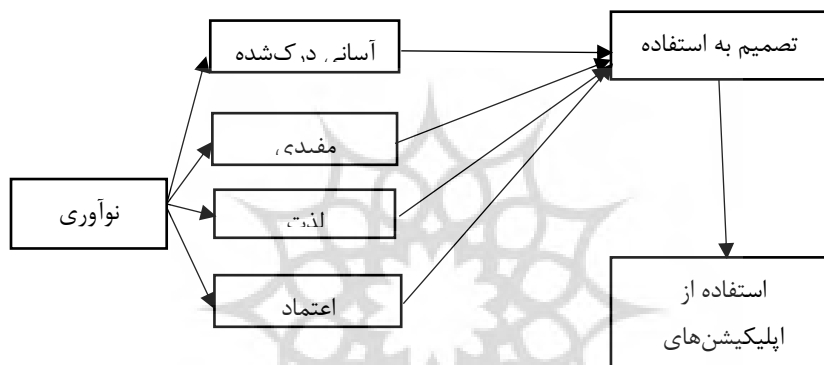 آسانی درک‌شده
تصمیم به استفاده
مفیدی
نوآوری
لذت
اعتماد
استفاده از
اپلیکیشن‌های